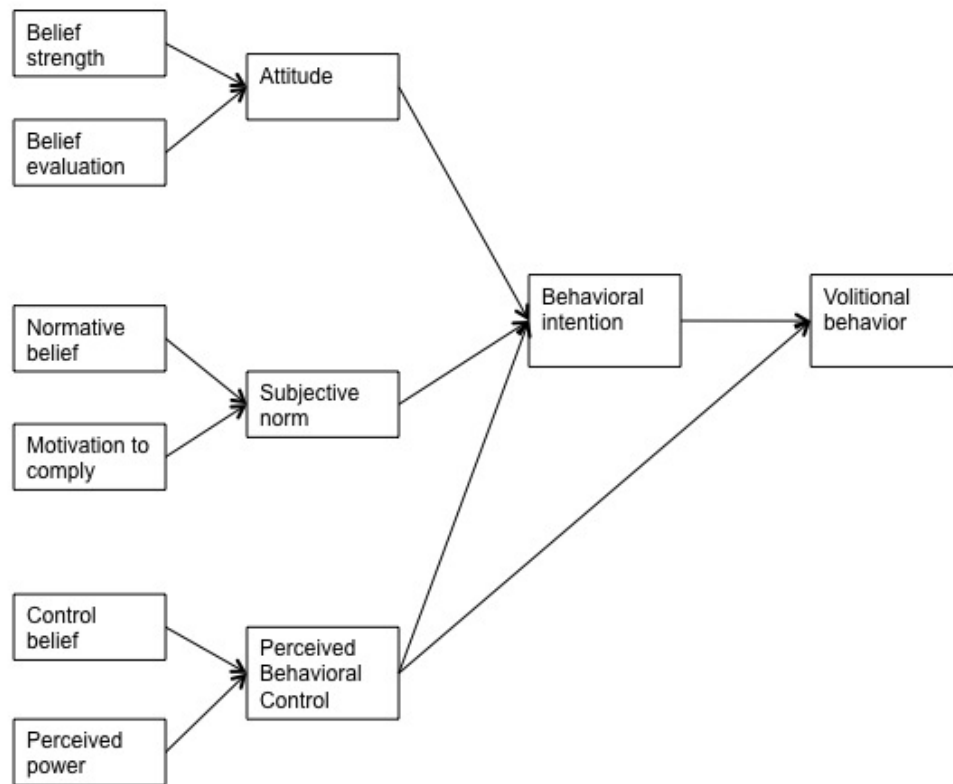 Belief
strength
Attitude
Belief
evaluation
Normative
belief
Subjective
norm
Motivation to
comply
Behavioral
intention
Volitional
behavior
Control
belief
Perceived
Behavioral
Control
Perceived
power